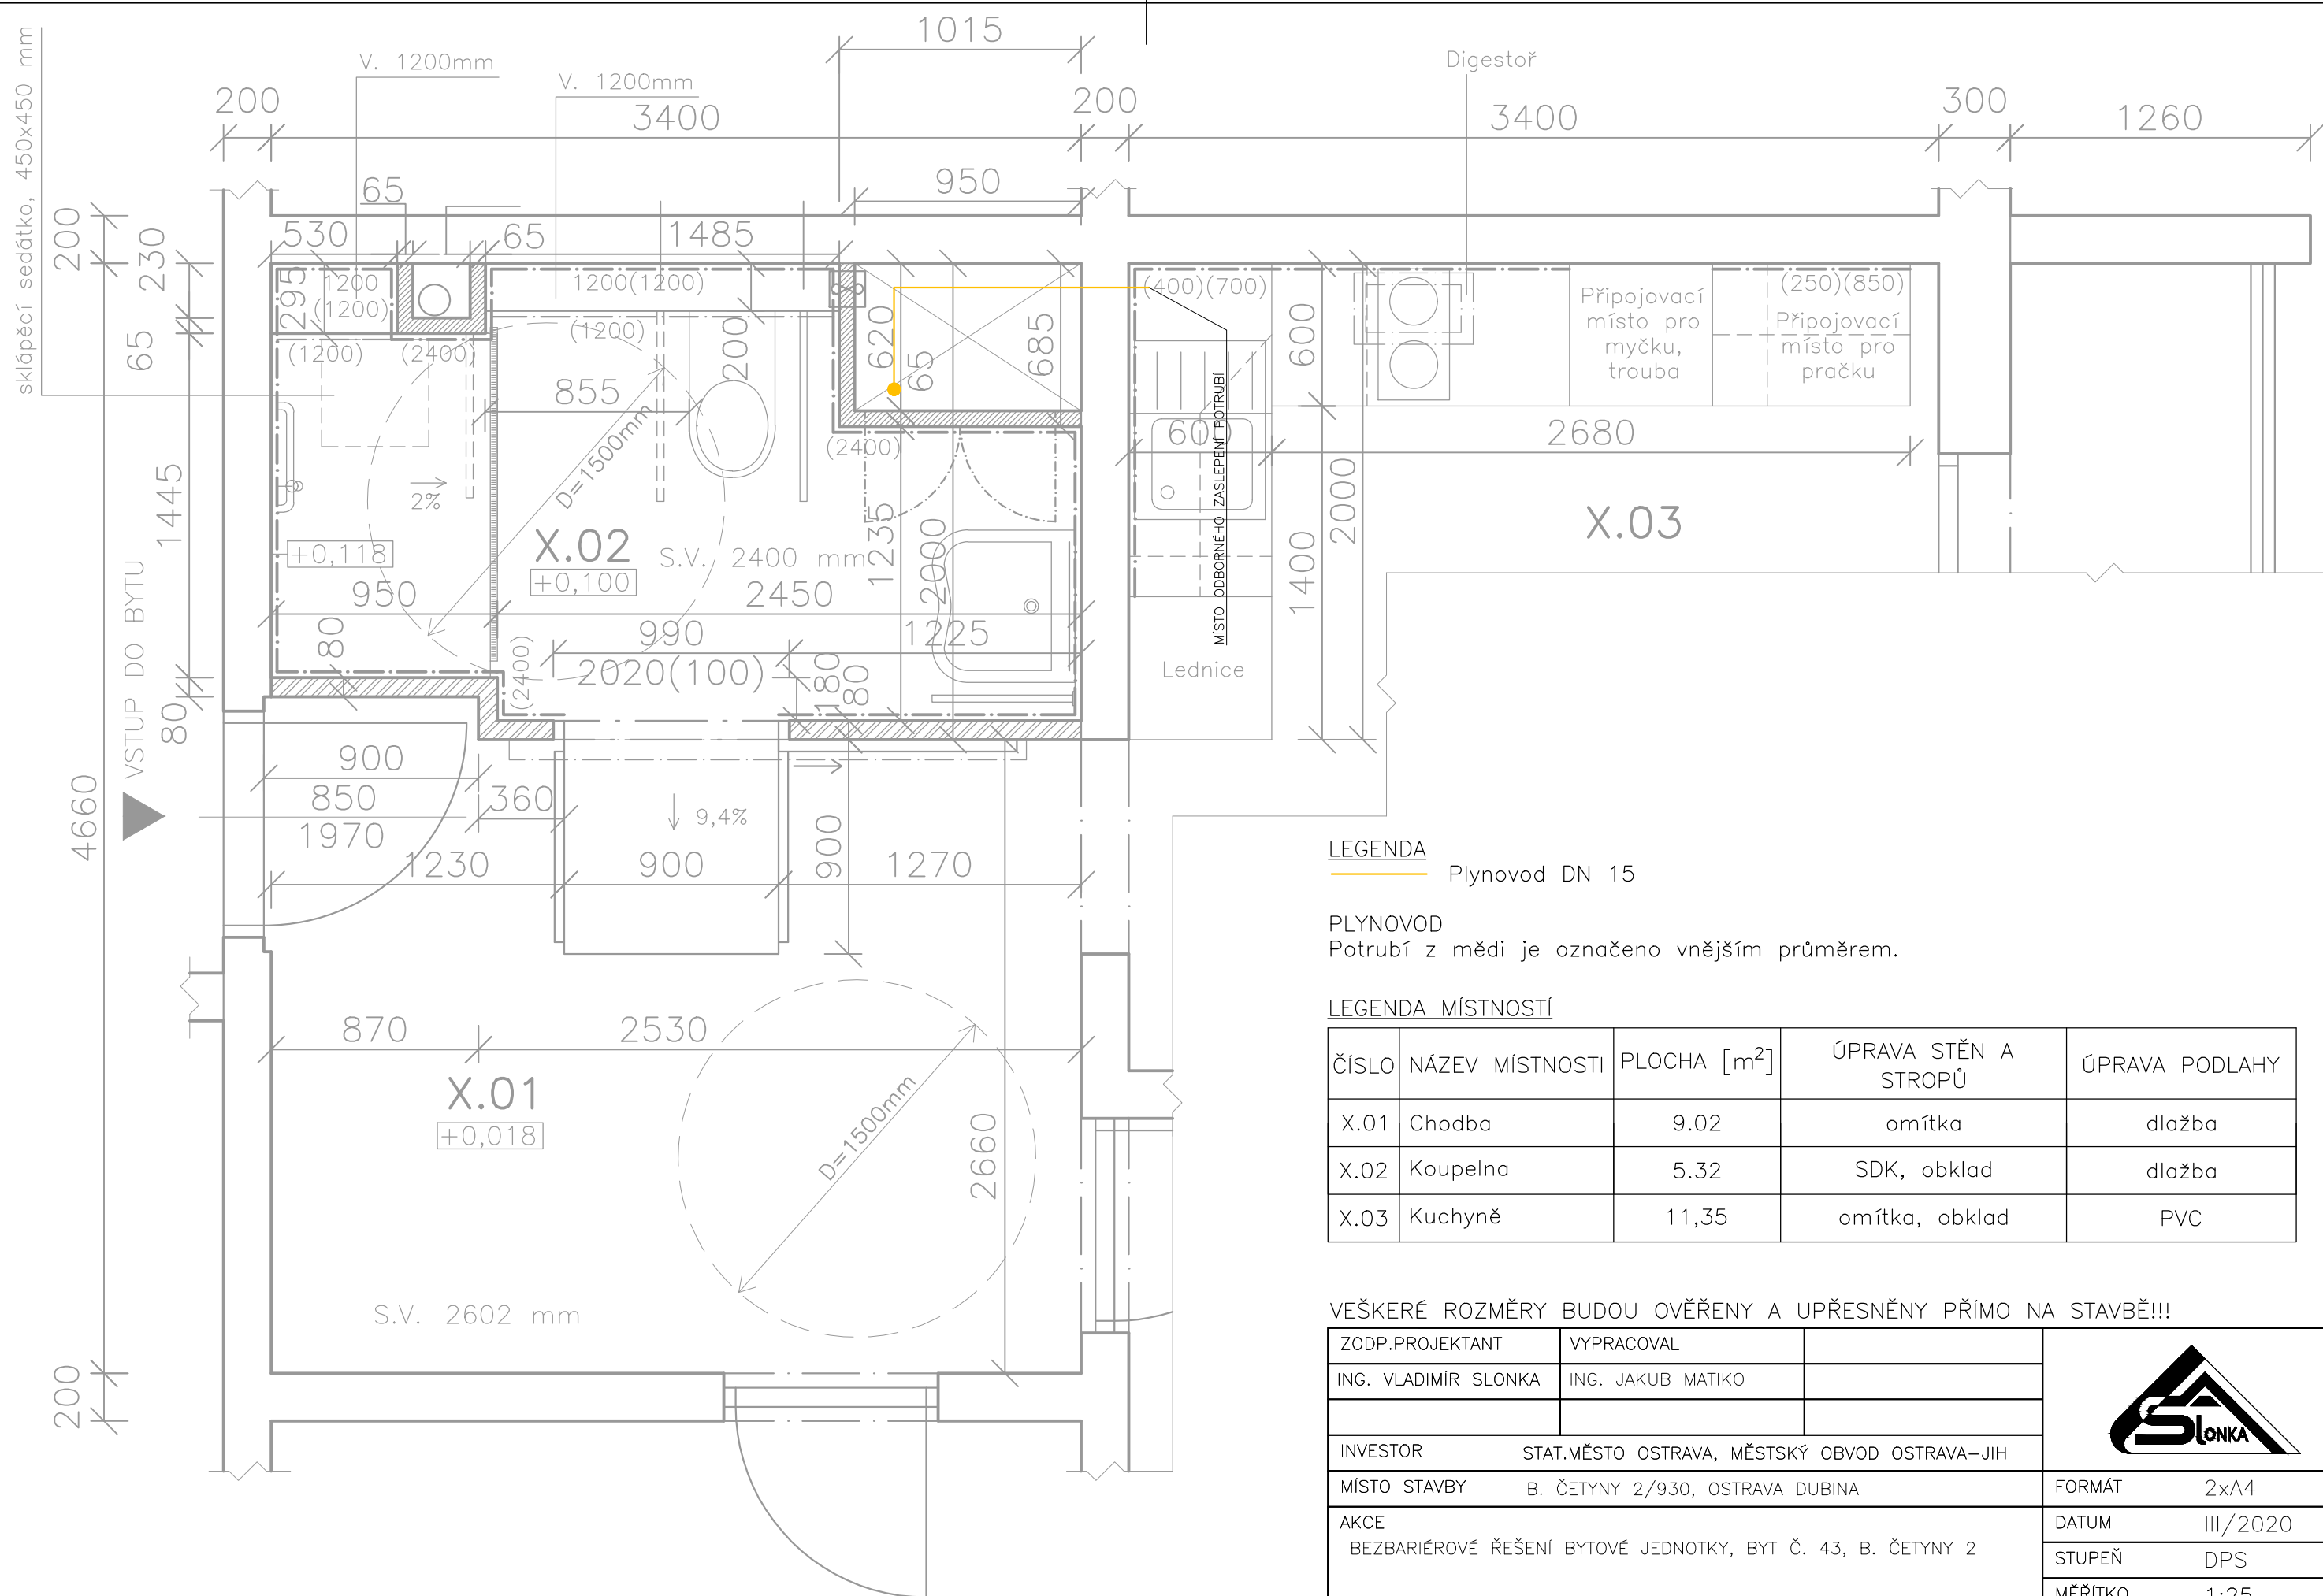 sklápěcí sedátko, 450x450 mm
V. 1200mm
V. 1200mm
1015
Digestoř
200
3400
200
3400
300
1260
65
950
200
230
530
65
1485
295
1200
(1200)
1200(1200)
(1200)
(400)(700)
(250)(850)
Připojovací
místo pro
myčku,
trouba
Připojovací
místo pro
pračku
65
(1200)
(2400)
200
620
65
685
600
855
D=1500mm
(2400)
600
2680
MÍSTO ODBORNÉHO ZASLEPENÍ POTRUBÍ
1445
2%
X.02
S.V. 2400 mm
+0,118
+0,100
1235
2000
1400
2000
X.03
950
2450
80
990
1225
2020(100)
(2400)
180
80
Lednice
80
VSTUP DO BYTU
4660
900
850
1970
360
9,4%
1230
900
900
1270
870
2530
X.01
+0,018
D=1500mm
2660
S.V. 2602 mm
200
LEGENDA
Plynovod DN 15
PLYNOVOD
Potrubí z mědi je označeno vnějším průměrem.
LEGENDA MÍSTNOSTÍ
ČÍSLO NÁZEV MÍSTNOSTI PLOCHA [m²] ÚPRAVA STĚN A STROPŮ ÚPRAVA PODLAHY
X.01 Chodba 9.02 omítka dlažba
X.02 Koupelna 5.32 SDK, obklad dlažba
X.03 Kuchyně 11,35 omítka, obklad PVC
VEŠKERÉ ROZMĚRY BUDOU OVĚŘENY A UPŘESNĚNY PŘÍMO NA STAVBĚ!!!
ZODP.PROJEKTANT VYPRACOVAL
ING. VLADIMÍR SLONKA ING. JAKUB MATIKO
SLONKA
INVESTOR STAT.MĚSTO OSTRAVA, MĚSTSKÝ OBVOD OSTRAVA-JIH
MÍSTO STAVBY B. ČETYNY 2/930, OSTRAVA DUBINA
FORMÁT 2xA4
AKCE
BEZBARIÉROVÉ ŘEŠENÍ BYTOVÉ JEDNOTKY, BYT Č. 43, B. ČETYNY 2
DATUM III/2020
STUPEŇ DPS
MĚŘÍTKO 1:25